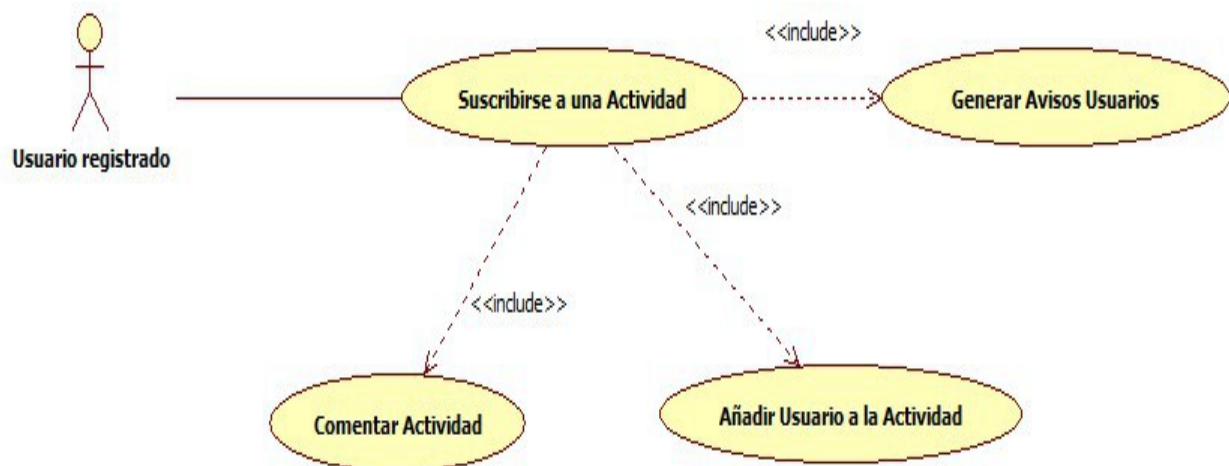 <<include>>
Suscribirse a una Actividad
Generar Avisos Usuarios
Usuario registrado
<<include>>
<<include>>
Comentar Actividad
Añadir Usuario a la Actividad